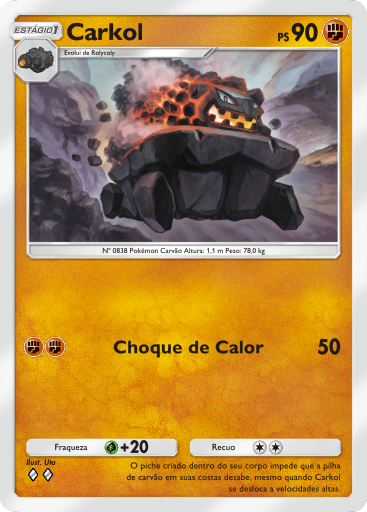 ESTÁGIO 1
Carkol
PS 90
Evolui de Rolycoly
Nº 0838 Pokémon Carvão Altura: 1,1 m Peso: 78,0 kg
Choque de Calor 50
Fraqueza +20
Recuo
Ilust. Uta
O piche criado dentro do seu corpo impede que a pilha
de carvão em suas costas desabe, mesmo quando Carkol
se desloca a velocidades altas.